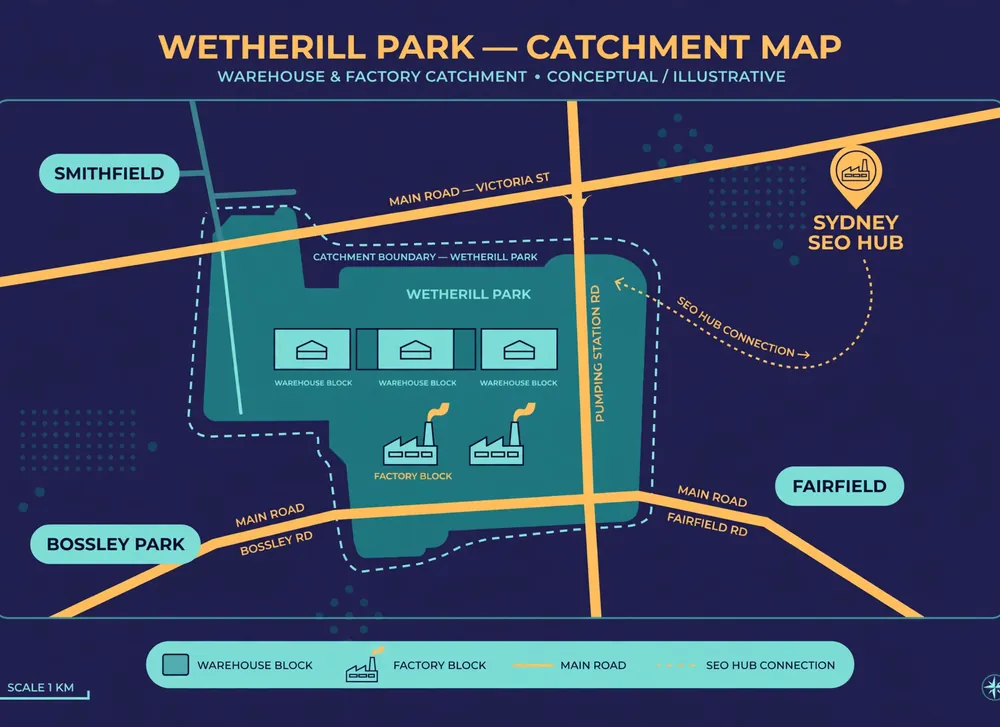 WETHERILL PARK — CATCHMENT MAP
WAREHOUSE & FACTORY CATCHMENT • CONCEPTUAL / ILLUSTRATIVE
SMITHFIELD
MAIN ROAD — VICTORIA ST
SYDNEY
SEO HUB
CATCHMENT BOUNDARY — WETHERILL PARK
WETHERILL PARK
PUMPING STATION RD
SEO HUB CONNECTION →
WAREHOUSE BLOCK
WAREHOUSE BLOCK
WAREHOUSE BLOCK
FACTORY BLOCK
FAIRFIELD
MAIN ROAD
FAIRFIELD RD
MAIN ROAD
BOSSLEY RD
BOSSLEY PARK
WAREHOUSE BLOCK
FACTORY BLOCK
MAIN ROAD
SEO HUB CONNECTION
SCALE 1 KM